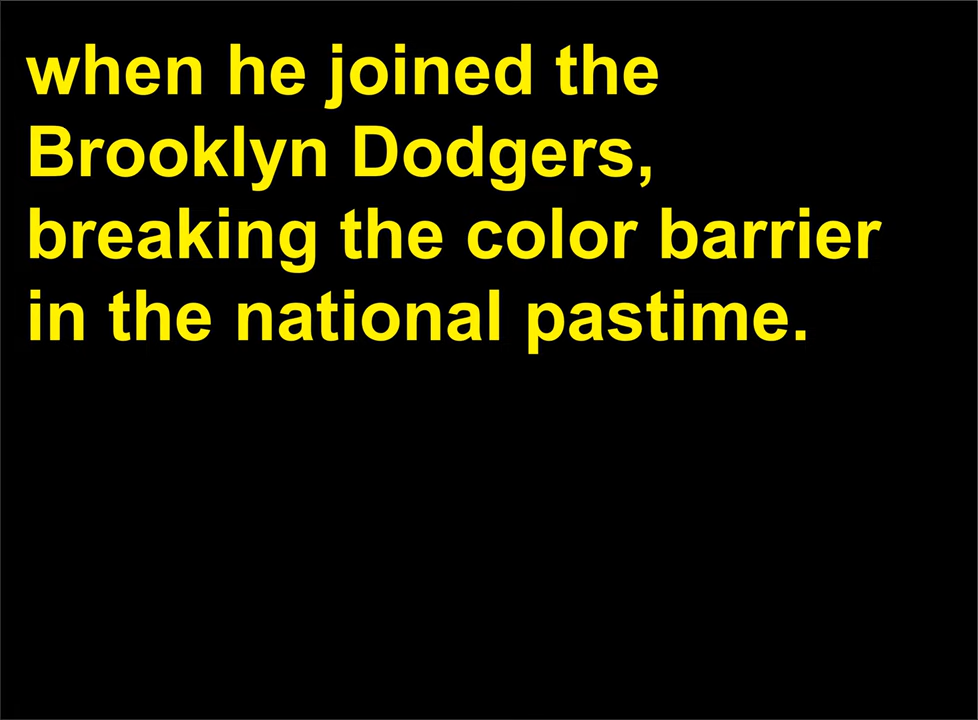 when he joined the
Brooklyn Dodgers,
breaking the color barrier
in the national pastime.